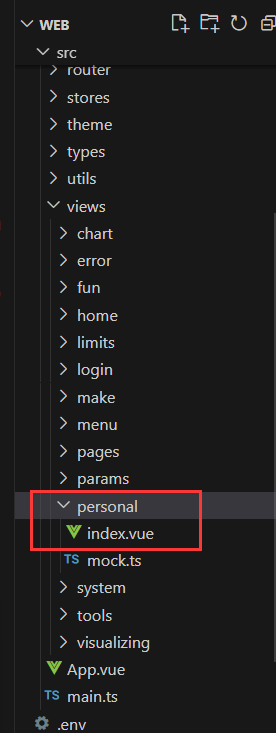 WEB
src
router
stores
theme
types
utils
views
chart
error
fun
home
limits
login
make
menu
pages
params
personal
index.vue
TS mock.ts
system
tools
visualizing
App.vue
TS main.ts
.env